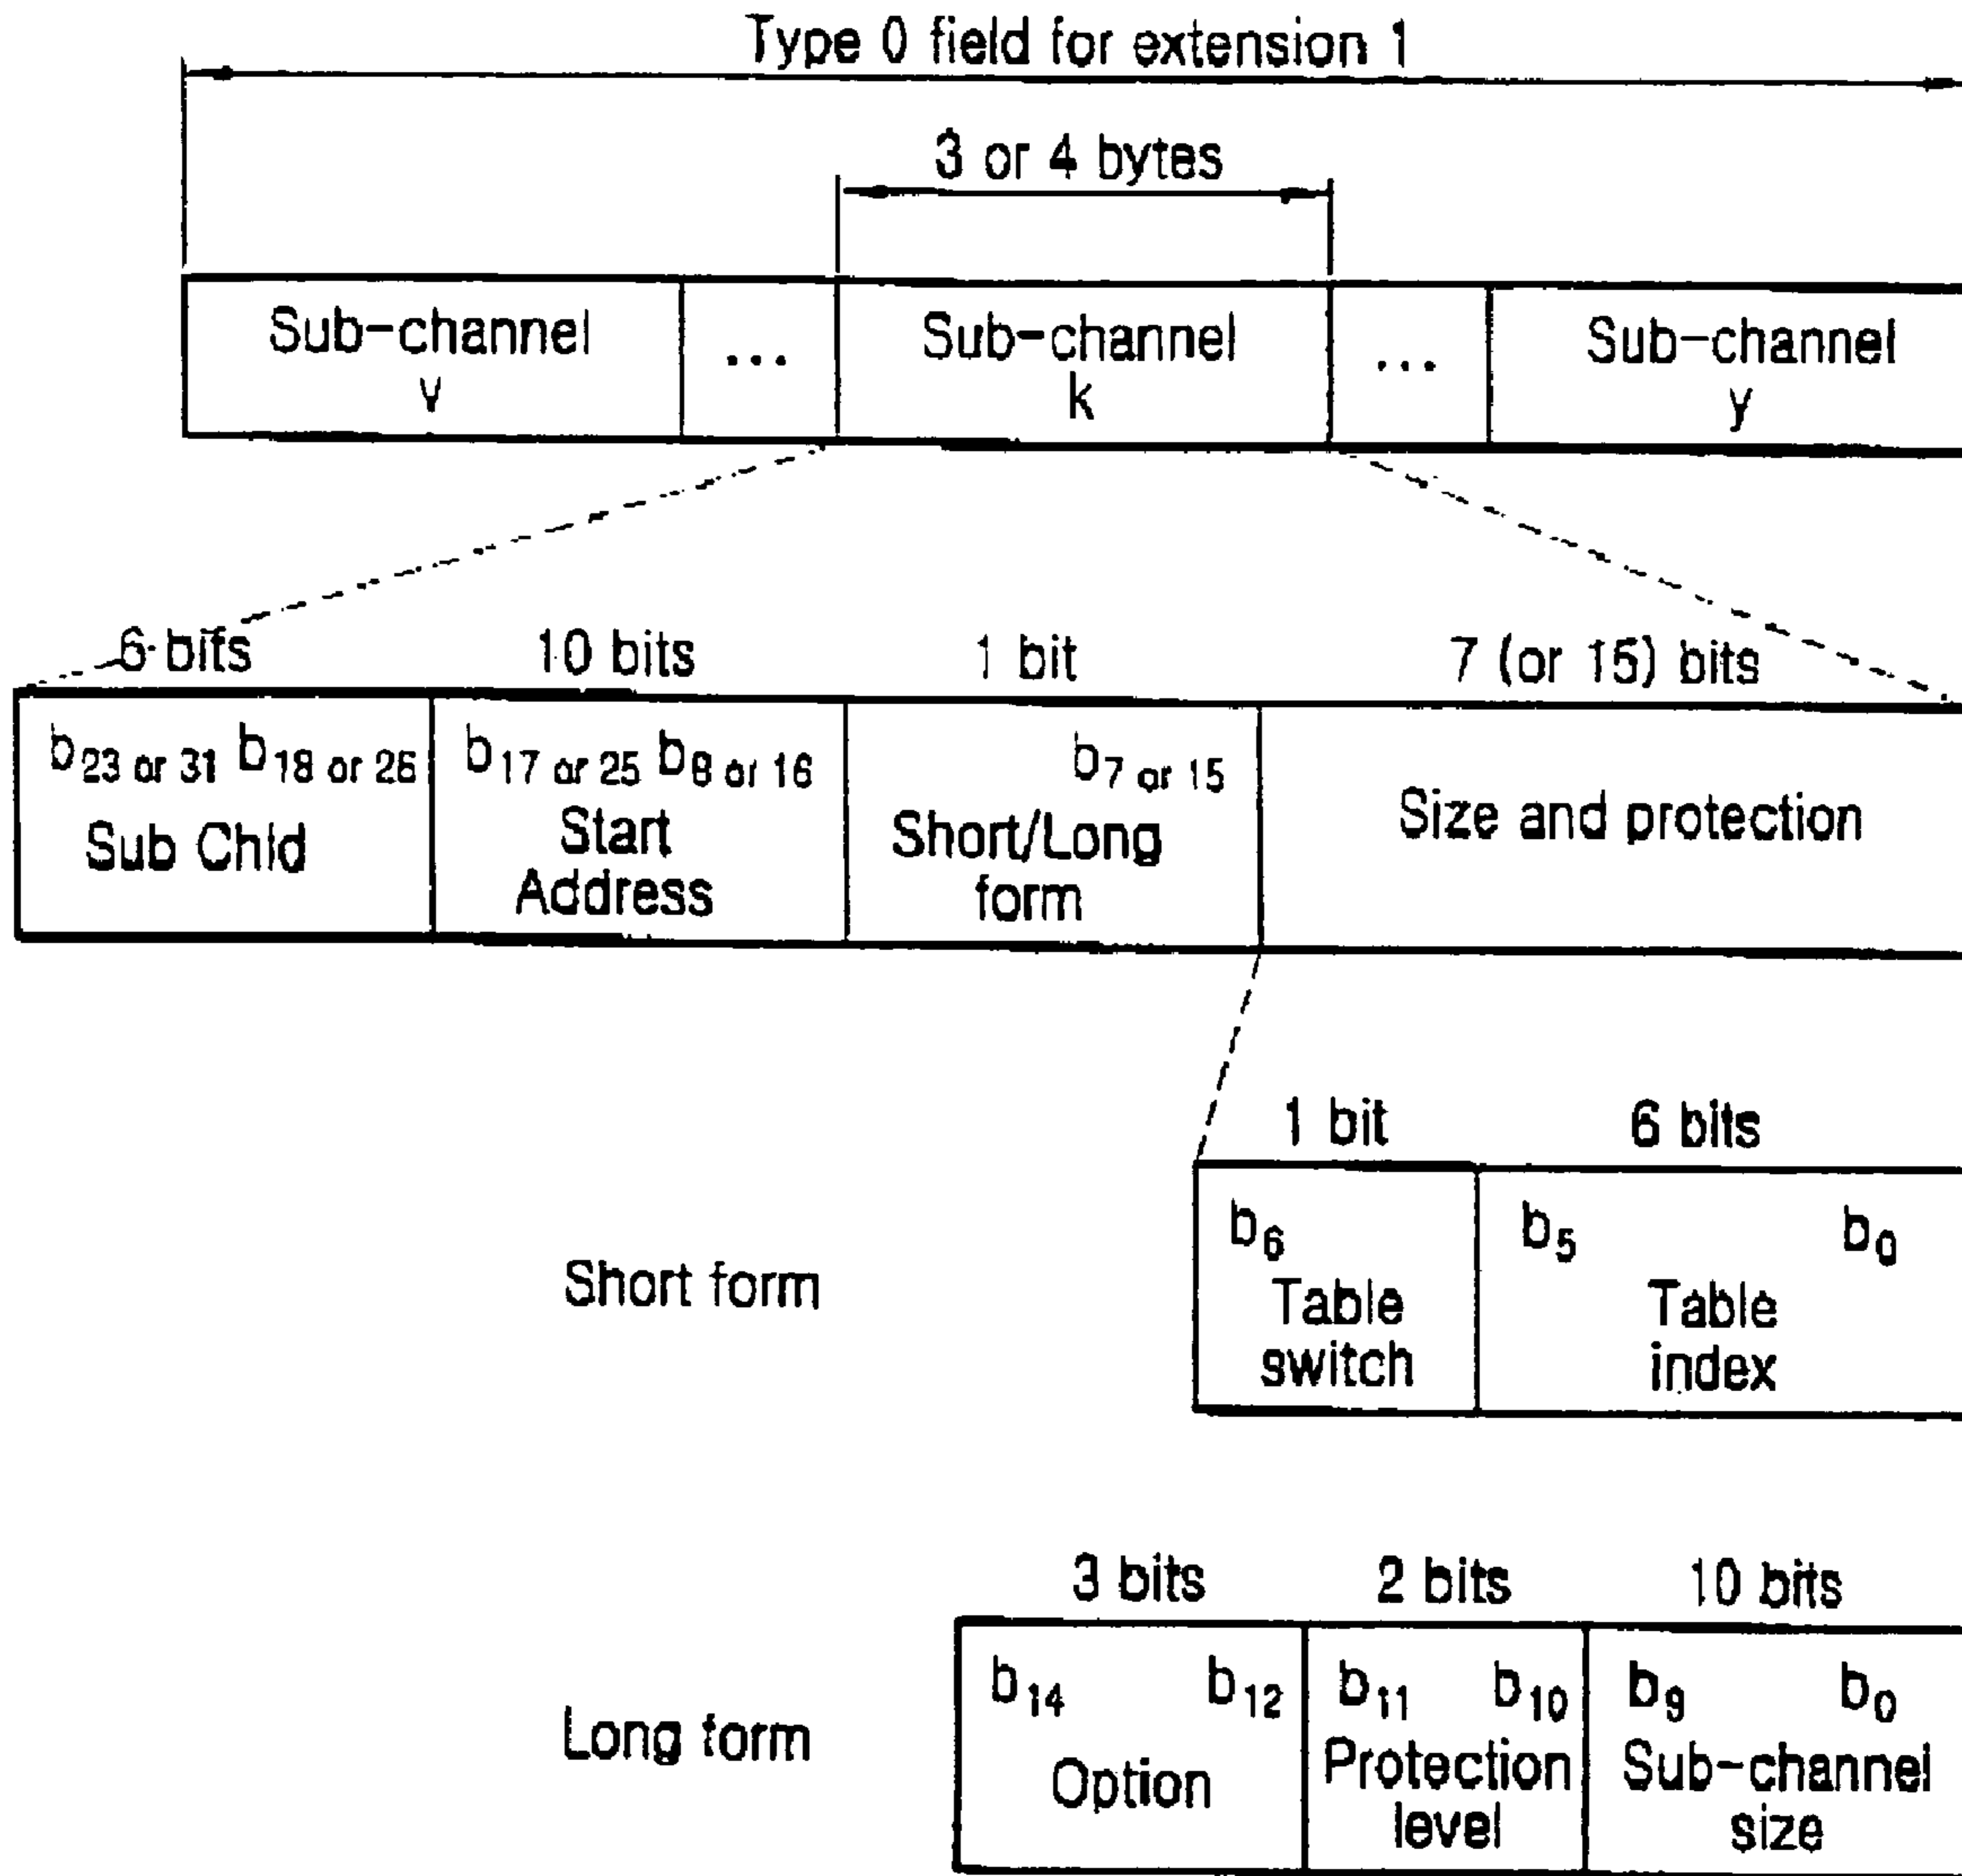 Type 0 field for extension 1
3 or 4 bytes
Sub-channel v
...
Sub-channel k
...
Sub-channel y
6 bits
10 bits
1 bit
7 (or 15) bits
b23 or 31 b18 or 26
Sub ChId
b17 or 25 b8 or 16
Start
Address
b7 or 15
Short/Long
form
Size and protection
1 bit
6 bits
Short form
b6
Table
switch
b5 b0
Table
index
3 bits
2 bits
10 bits
Long form
b14 b12
Option
b11 b10
Protection
level
b9 b0
Sub-channel
size